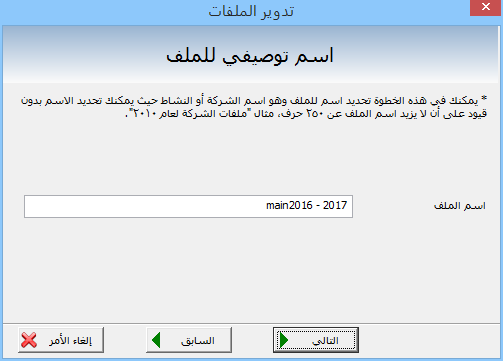 تدوير الملفات
اسم توصيفي للملف
* يمكنك في هذه الخطوة تحديد اسم للملف وهو اسم الشركة أو النشاط حيث يمكنك تحديد الاسم بدون
قيود على أن لا يزيد اسم الملف عن ٢٥٠ حرف، مثال "ملفات الشركة لعام ٢٠١٠".
اسم الملف
main2016 - 2017
التالي
السابق
إلغاء الأمر